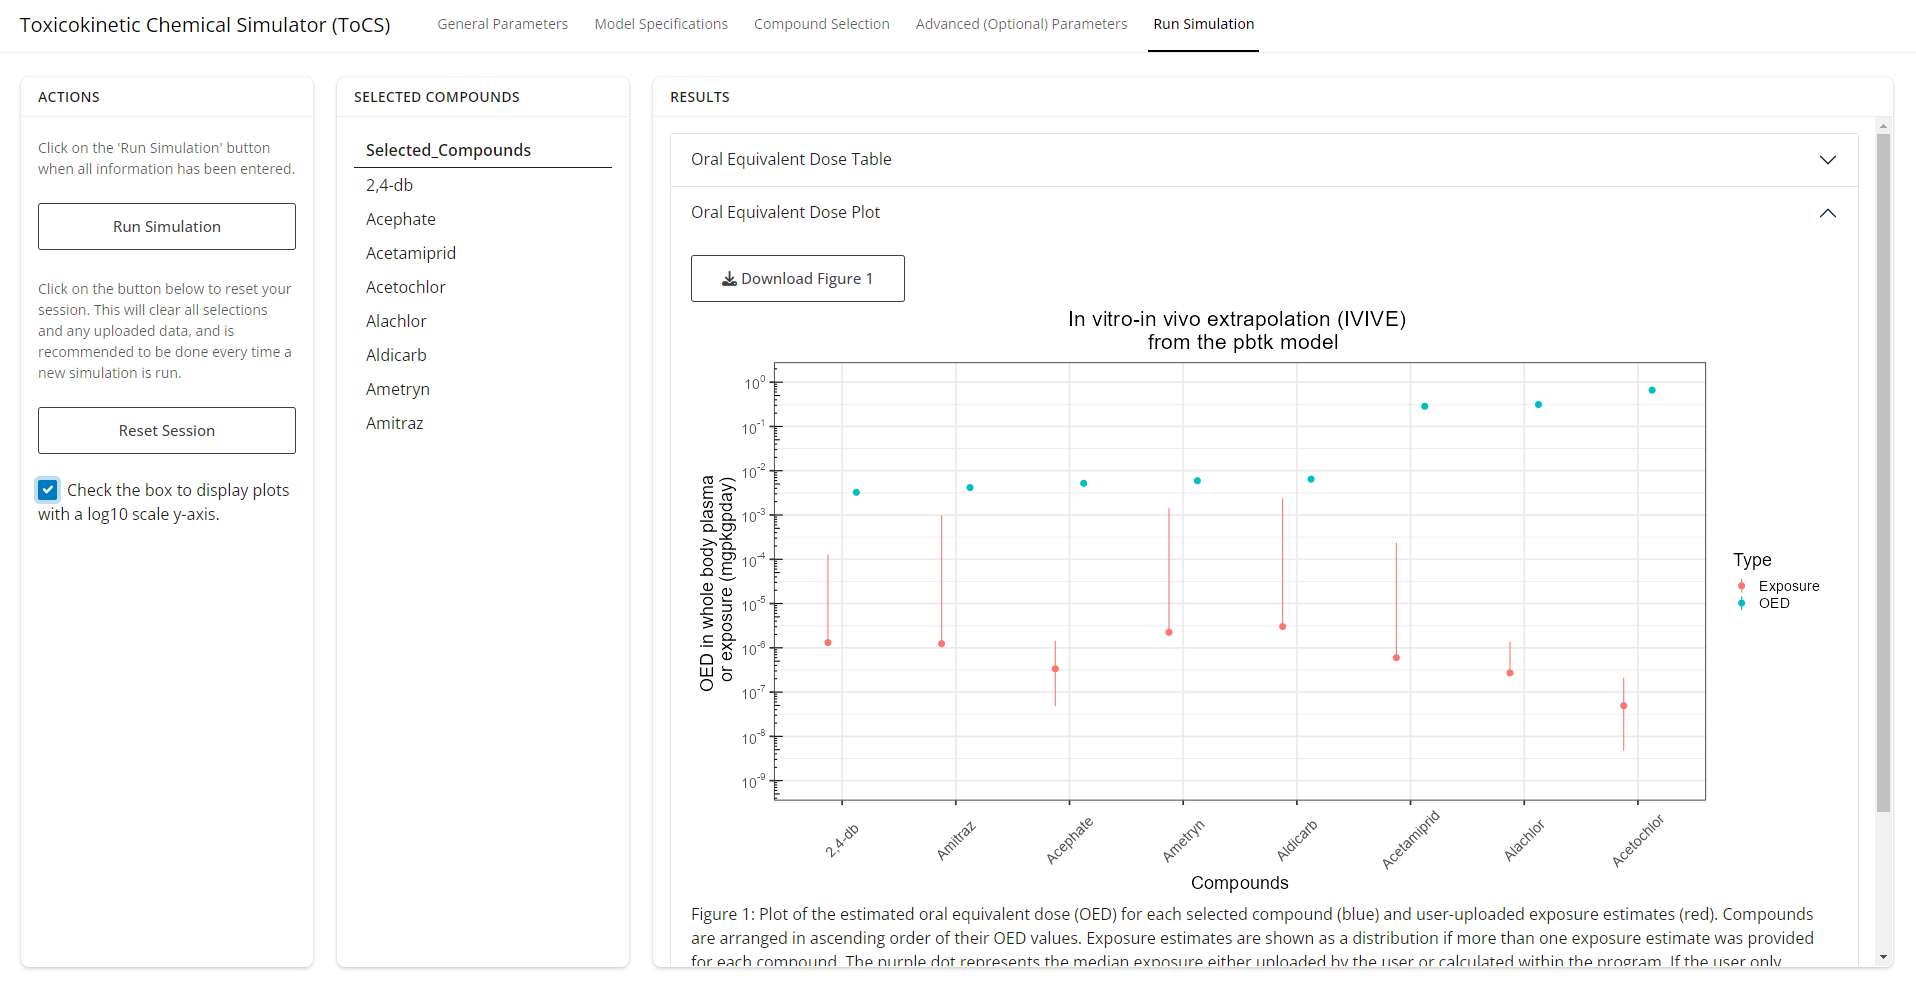 Toxicokinetic Chemical Simulator (ToCS)
General Parameters
Model Specifications
Compound Selection
Advanced (Optional) Parameters
Run Simulation
ACTIONS
Click on the 'Run Simulation' button
when all information has been entered.
Run Simulation
Click on the button below to reset your
session. This will clear all selections
and any uploaded data, and is
recommended to be done every time a
new simulation is run.
Reset Session
Check the box to display plots
with a log10 scale y-axis.
SELECTED COMPOUNDS
Selected_Compounds
2,4-db
Acephate
Acetamiprid
Acetochlor
Alachlor
Aldicarb
Ametryn
Amitraz
RESULTS
Oral Equivalent Dose Table
Oral Equivalent Dose Plot
Download Figure 1
In vitro-in vivo extrapolation (IVIVE)
from the pbtk model
OED in whole body plasma
or exposure (mgpkgpday)
10⁰
10⁻¹
10⁻²
10⁻³
10⁻⁴
10⁻⁵
10⁻⁶
10⁻⁷
10⁻⁸
10⁻⁹
2,4-db
Amitraz
Acephate
Ametryn
Aldicarb
Acetamiprid
Alachlor
Acetochlor
Compounds
Type
Exposure
OED
Figure 1: Plot of the estimated oral equivalent dose (OED) for each selected compound (blue) and user-uploaded exposure estimates (red). Compounds
are arranged in ascending order of their OED values. Exposure estimates are shown as a distribution if more than one exposure estimate was provided
for each compound. The purple dot represents the median exposure either uploaded by the user or calculated within the program. If the user only